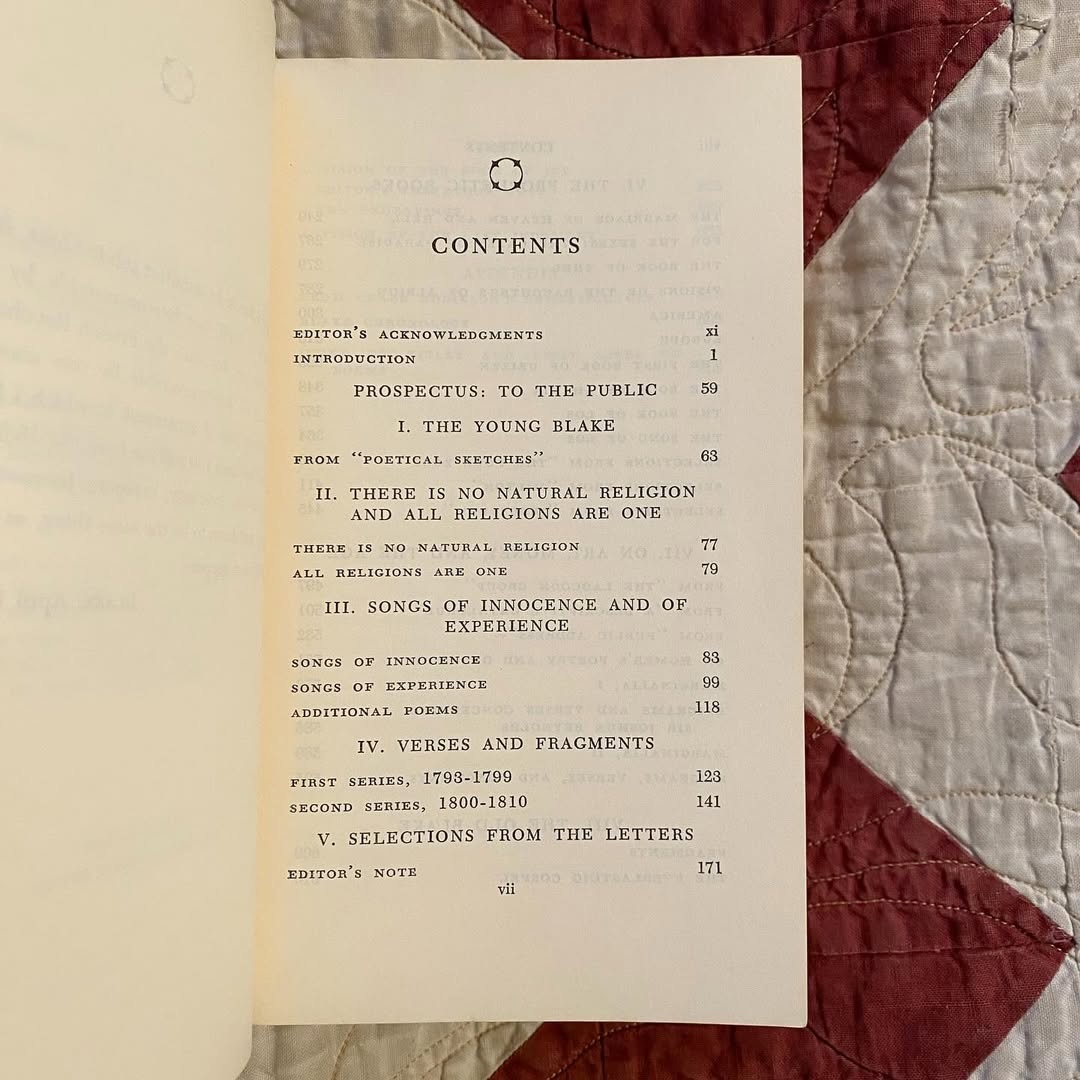 CONTENTS
EDITOR'S ACKNOWLEDGMENTS xi
INTRODUCTION 1
PROSPECTUS: TO THE PUBLIC 59
I. THE YOUNG BLAKE
FROM "POETICAL SKETCHES" 63
II. THERE IS NO NATURAL RELIGION
AND ALL RELIGIONS ARE ONE
THERE IS NO NATURAL RELIGION 77
ALL RELIGIONS ARE ONE 79
III. SONGS OF INNOCENCE AND OF
EXPERIENCE
SONGS OF INNOCENCE 83
SONGS OF EXPERIENCE 99
ADDITIONAL POEMS 118
IV. VERSES AND FRAGMENTS
FIRST SERIES, 1793-1799 123
SECOND SERIES, 1800-1810 141
V. SELECTIONS FROM THE LETTERS
EDITOR'S NOTE 171
vii